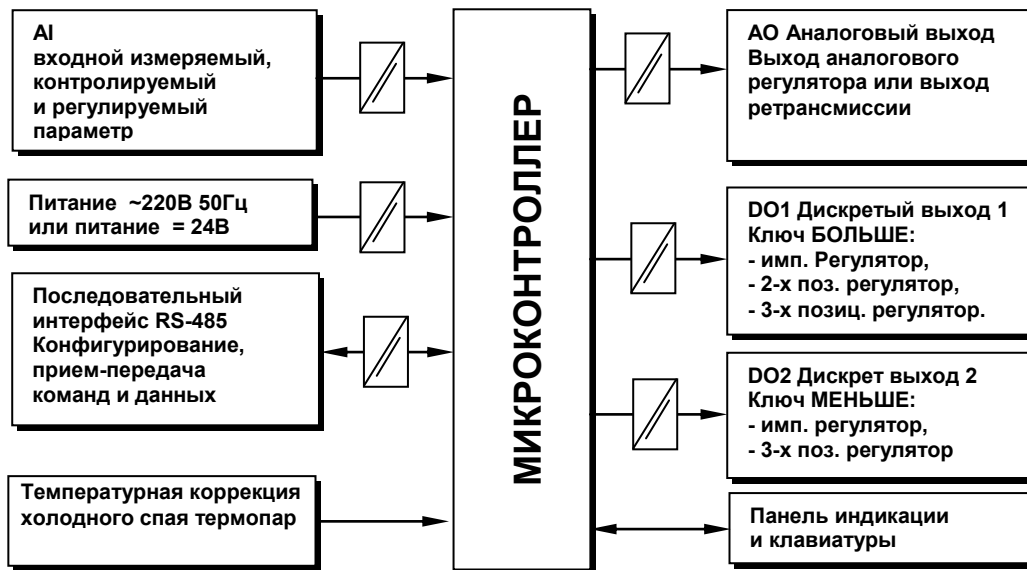 AI
входной измеряемый,
контролируемый
и регулируемый
параметр
Питание ~220В 50Гц
или питание = 24В
Последовательный
интерфейс RS-485
Конфигурирование,
прием-передача
команд и данных
Температурная коррекция
холодного спая термопар
МИКРОКОНТРОЛЛЕР
АО Аналоговый выход
Выход аналогового
регулятора или выход
ретрансмиссии
DO1 Дискретый выход 1
Ключ БОЛЬШЕ:
- имп. Регулятор,
- 2-х поз. регулятор,
- 3-х позиц. регулятор.
DO2 Дискрет выход 2
Ключ МЕНЬШЕ:
- имп. регулятор,
- 3-х поз. регулятор
Панель индикации
и клавиатуры